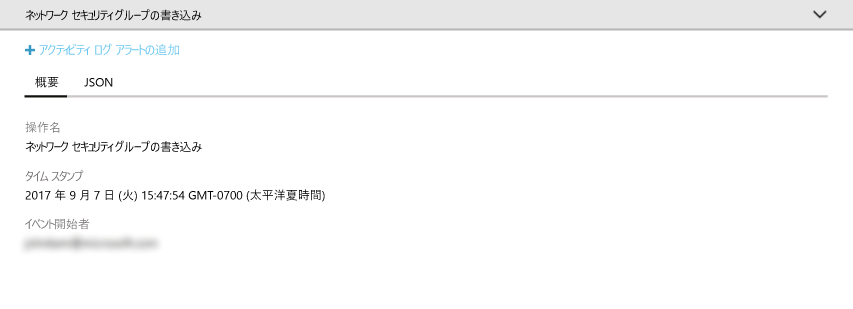 ネットワーク セキュリティグループの書き込み
+ アクティビティ ログ アラートの追加
概要 JSON
操作名
ネットワーク セキュリティグループの書き込み
タイム スタンプ
2017 年 9 月 7 日 (火) 15:47:54 GMT-0700 (太平洋夏時間)
イベント開始者